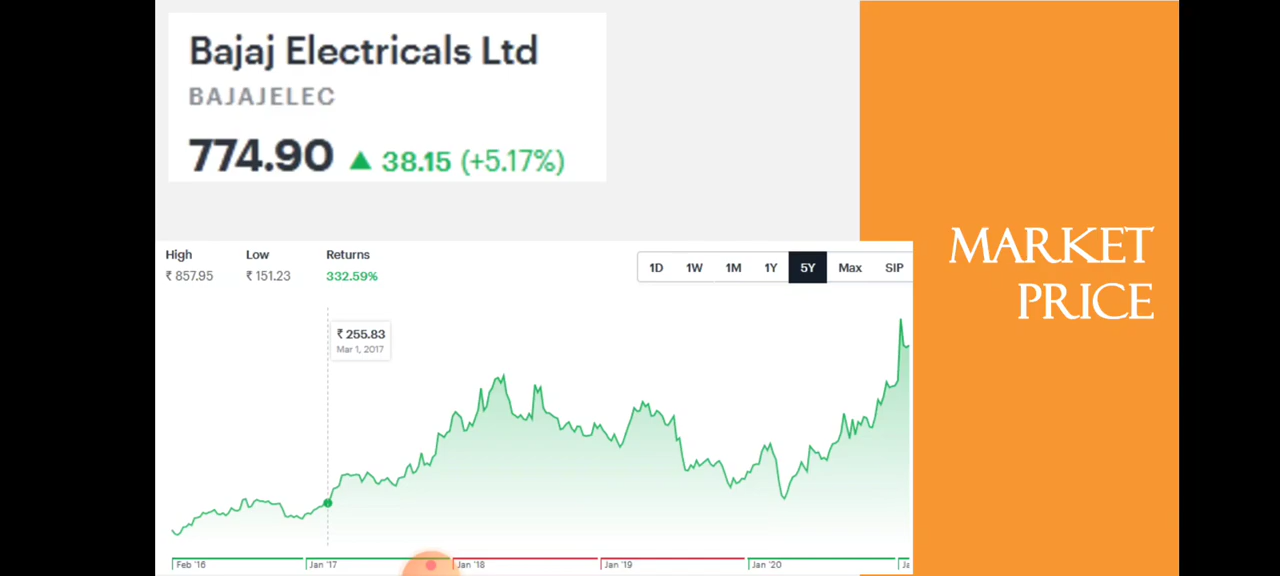 Bajaj Electricals Ltd
BAJAJELEC
774.90 ▲ 38.15 (+5.17%)
MARKET
PRICE
High Low Returns
₹ 857.95 ₹ 151.23 332.59%
1D 1W 1M 1Y 5Y Max SIP
₹ 255.83
Mar 1, 2017
Feb '16 Jan '17 Jan '18 Jan '19 Jan '20